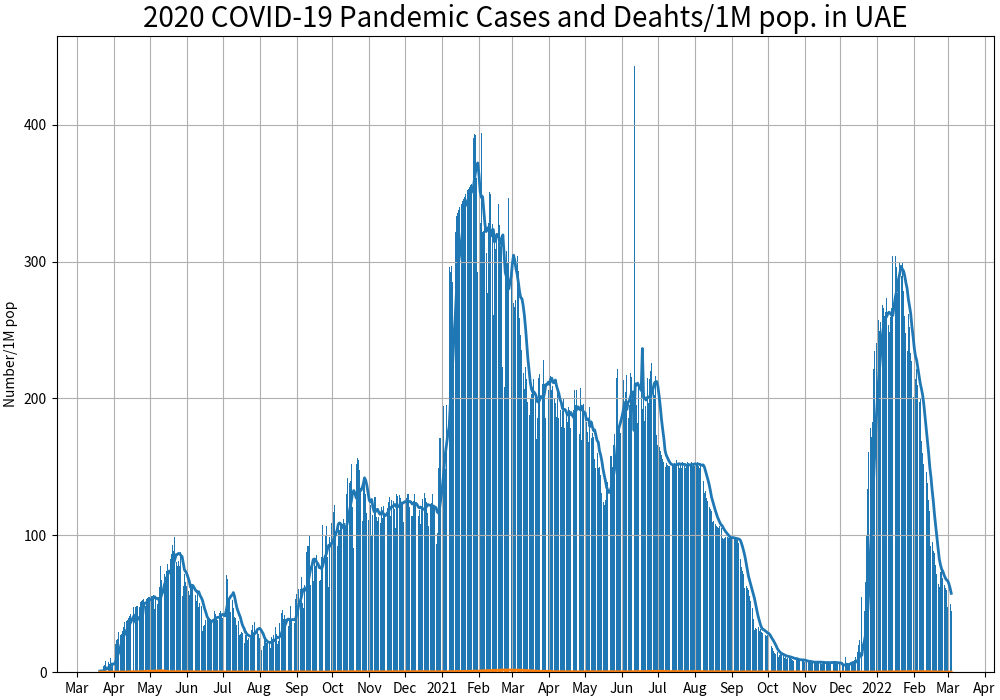 2020 COVID-19 Pandemic Cases and Deahts/1M pop. in UAE
Number/1M pop
400
300
200
100
0
Mar Apr May Jun Jul Aug Sep Oct Nov Dec 2021 Feb Mar Apr May Jun Jul Aug Sep Oct Nov Dec 2022 Feb Mar Apr